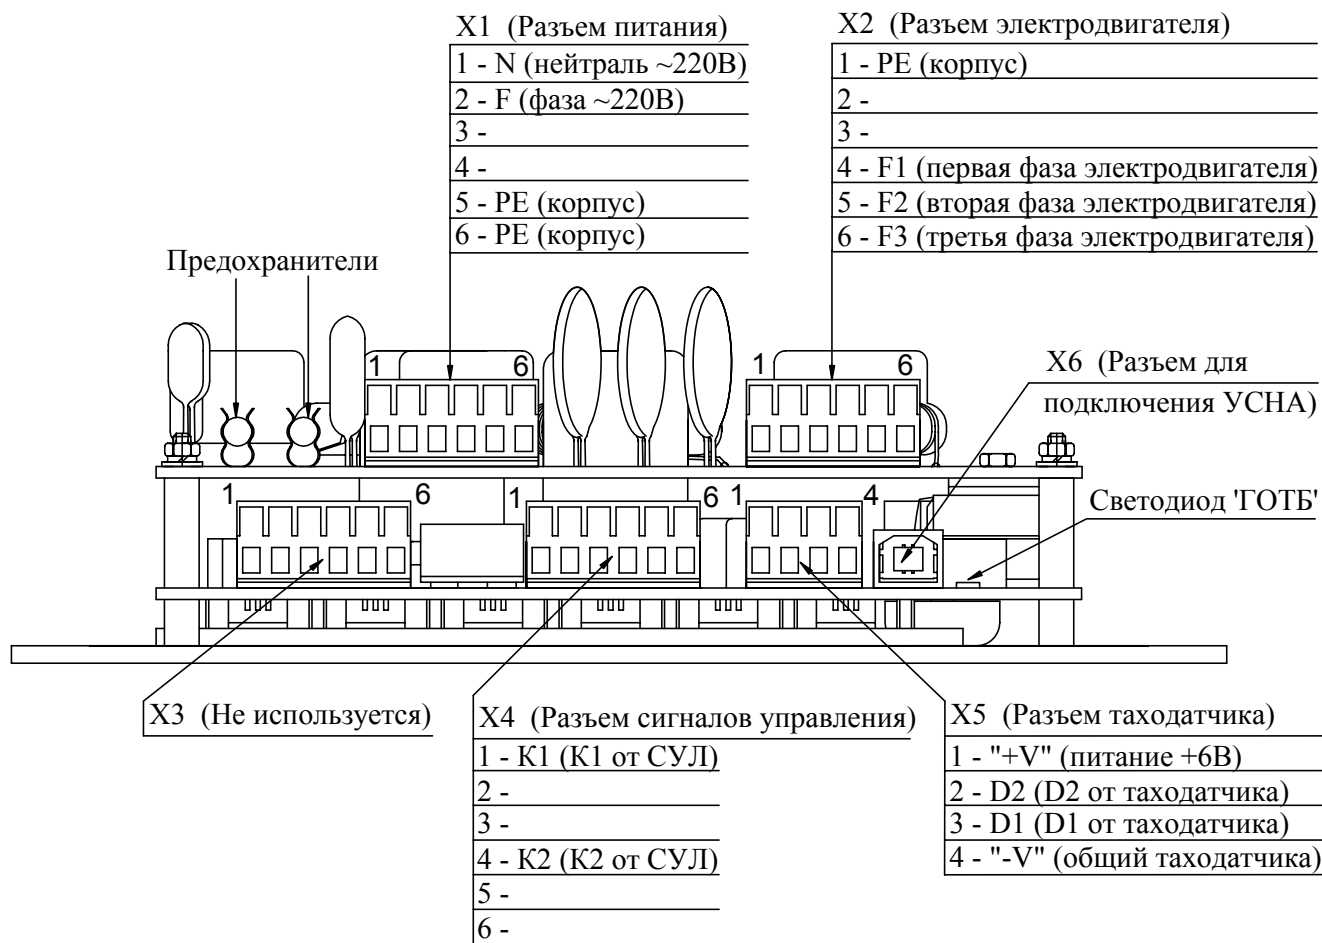 X1 (Разъем питания)
1 - N (нейтраль ~220В)
2 - F (фаза ~220В)
3 -
4 -
5 - PE (корпус)
6 - PE (корпус)
X2 (Разъем электродвигателя)
1 - PE (корпус)
2 -
3 -
4 - F1 (первая фаза электродвигателя)
5 - F2 (вторая фаза электродвигателя)
6 - F3 (третья фаза электродвигателя)
Предохранители
1 6
1 6
X6 (Разъем для
подключения УСНА)
1 6
1 6
1 4
Светодиод 'ГОТБ'
X3 (Не используется)
X4 (Разъем сигналов управления)
1 - К1 (К1 от СУЛ)
2 -
3 -
4 - К2 (К2 от СУЛ)
5 -
6 -
X5 (Разъем таходатчика)
1 - "+V" (питание +6В)
2 - D2 (D2 от таходатчика)
3 - D1 (D1 от таходатчика)
4 - "-V" (общий таходатчика)